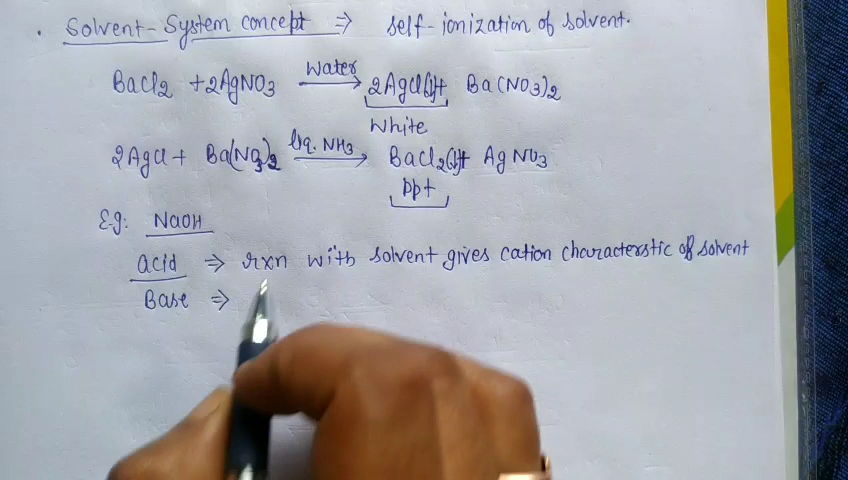 . Solvent-System concept ⇒ self-ionization of solvent.
BaCl2 + 2AgNO3 water → 2AgCl(↓)+ Ba(NO3)2
White
2AgCl + Ba(NO3)2 liq. NH3 → BaCl2(↓)+ AgNO3
ppt
E.g: NaOH
acid ⇒ rxn with solvent gives cation characterstic of solvent
Base ⇒